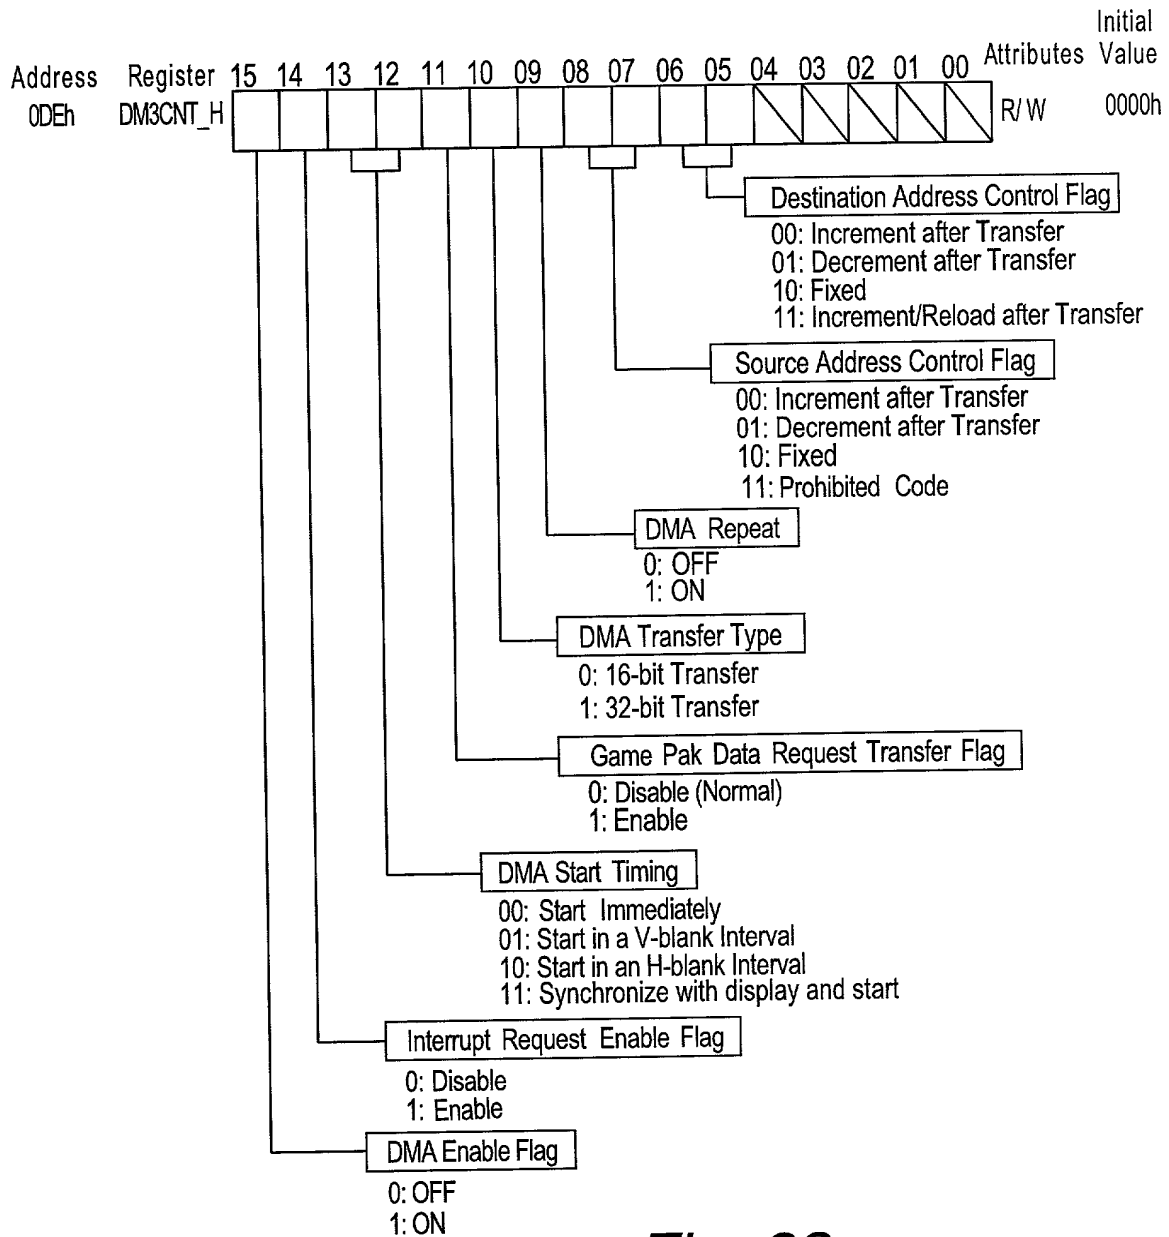 Initial
Attributes Value
Address Register 15 14 13 12 11 10 09 08 07 06 05 04 03 02 01 00
0DEh DM3CNT_H R/W 0000h
Destination Address Control Flag
00: Increment after Transfer
01: Decrement after Transfer
10: Fixed
11: Increment/Reload after Transfer
Source Address Control Flag
00: Increment after Transfer
01: Decrement after Transfer
10: Fixed
11: Prohibited Code
DMA Repeat
0: OFF
1: ON
DMA Transfer Type
0: 16-bit Transfer
1: 32-bit Transfer
Game Pak Data Request Transfer Flag
0: Disable (Normal)
1: Enable
DMA Start Timing
00: Start Immediately
01: Start in a V-blank Interval
10: Start in an H-blank Interval
11: Synchronize with display and start
Interrupt Request Enable Flag
0: Disable
1: Enable
DMA Enable Flag
0: OFF
1: ON